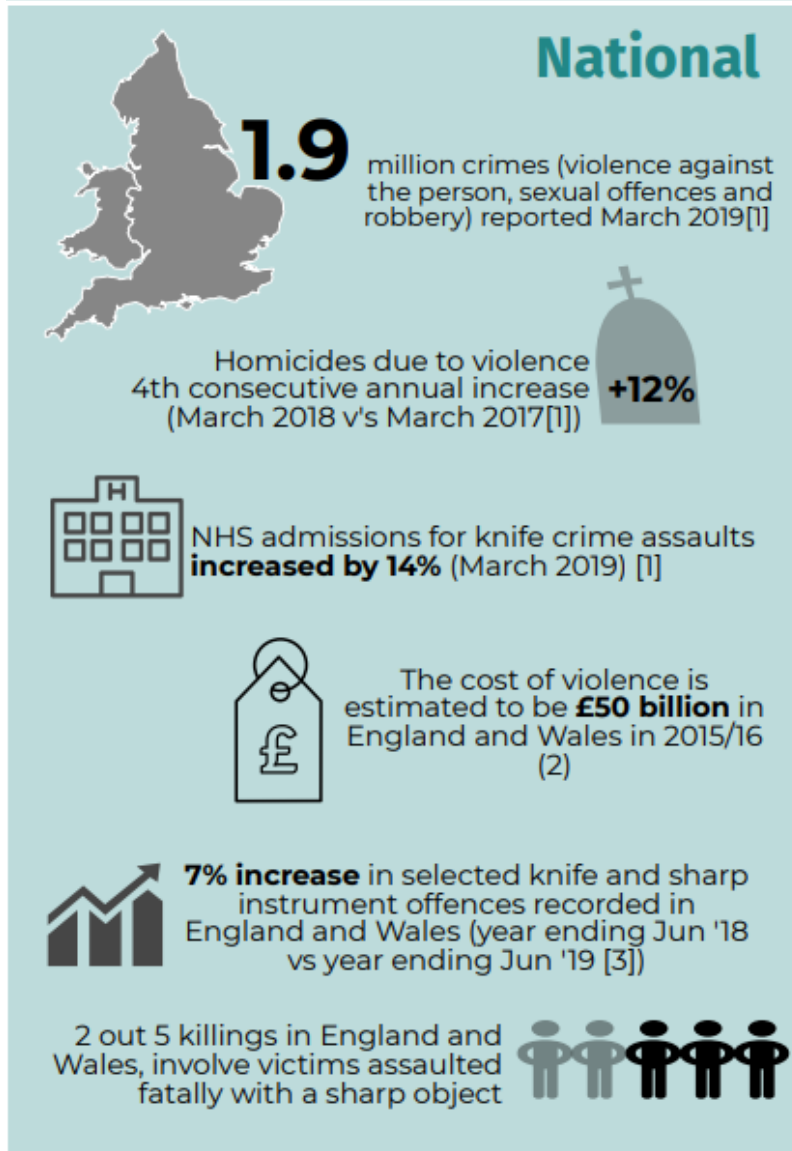 National
1.9
million crimes (violence against
the person, sexual offences and
robbery) reported March 2019[1]
Homicides due to violence
4th consecutive annual increase
(March 2018 v's March 2017[1])
+12%
H
NHS admissions for knife crime assaults
increased by 14% (March 2019) [1]
£
The cost of violence is
estimated to be £50 billion in
England and Wales in 2015/16
(2)
7% increase in selected knife and sharp
instrument offences recorded in
England and Wales (year ending Jun '18
vs year ending Jun '19 [3])
2 out 5 killings in England and
Wales, involve victims assaulted
fatally with a sharp object